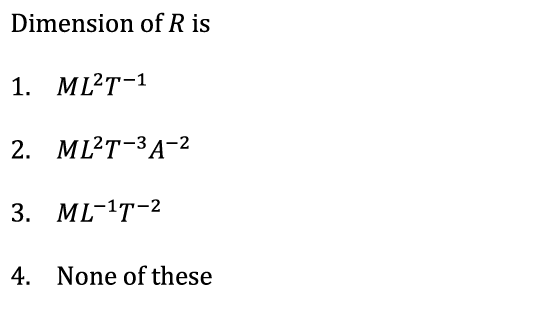 Dimension of R is
1. ML²T⁻¹
2. ML²T⁻³A⁻²
3. ML⁻¹T⁻²
4. None of these